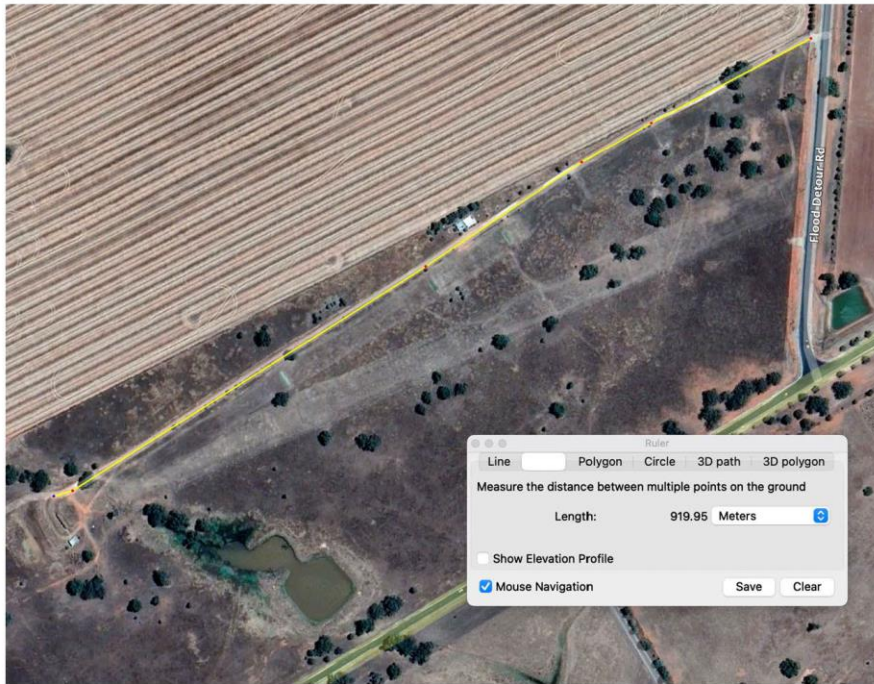 Flood Detour Rd
Ruler
Line Polygon Circle 3D path 3D polygon
Measure the distance between multiple points on the ground
Length: 919.95 Meters
Show Elevation Profile
Mouse Navigation Save Clear